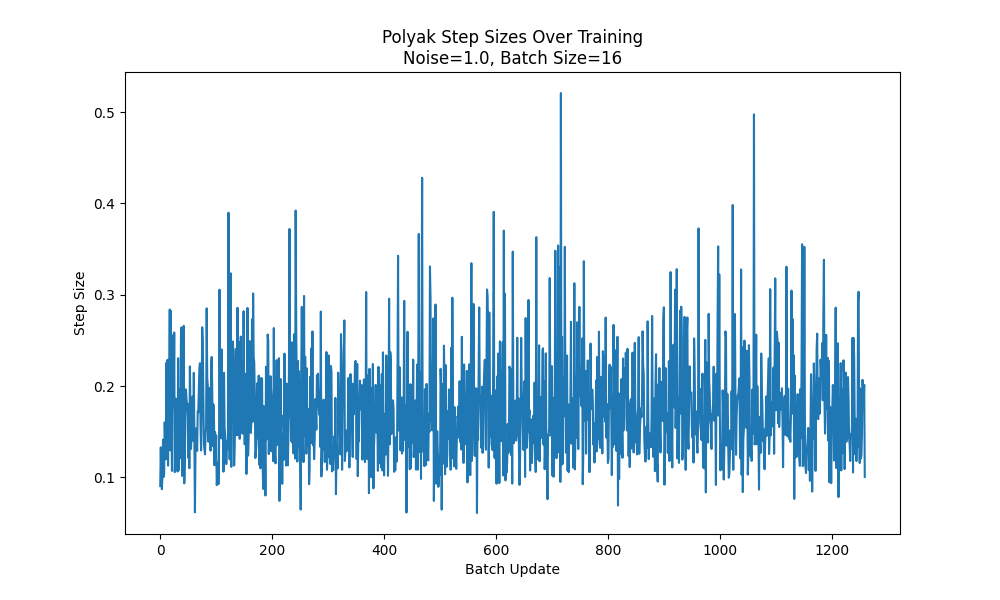 Polyak Step Sizes Over Training
Noise=1.0, Batch Size=16
0.5
0.4
0.3
0.2
0.1
Step Size
0 200 400 600 800 1000 1200
Batch Update